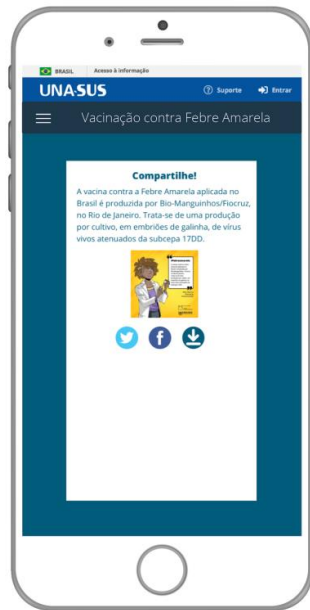 BRASIL Acesso à informação
UNA-SUS Suporte Entrar
Vacinação contra Febre Amarela
Compartilhe!
A vacina contra a Febre Amarela aplicada no
Brasil é produzida por Bio-Manguinhos/Fiocruz,
no Rio de Janeiro. Trata-se de uma produção
por cultivo, em embriões de galinha, de vírus
vivos atenuados da subcepa 17DD.